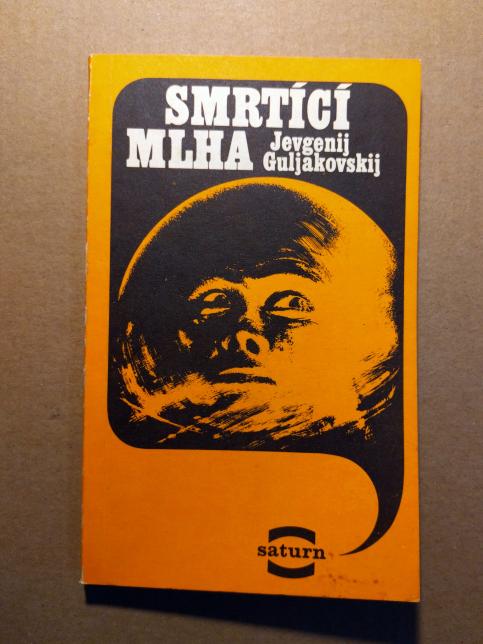 SMRTÍCÍ
MLHA
Jevgenij
Guljakovskij
saturn